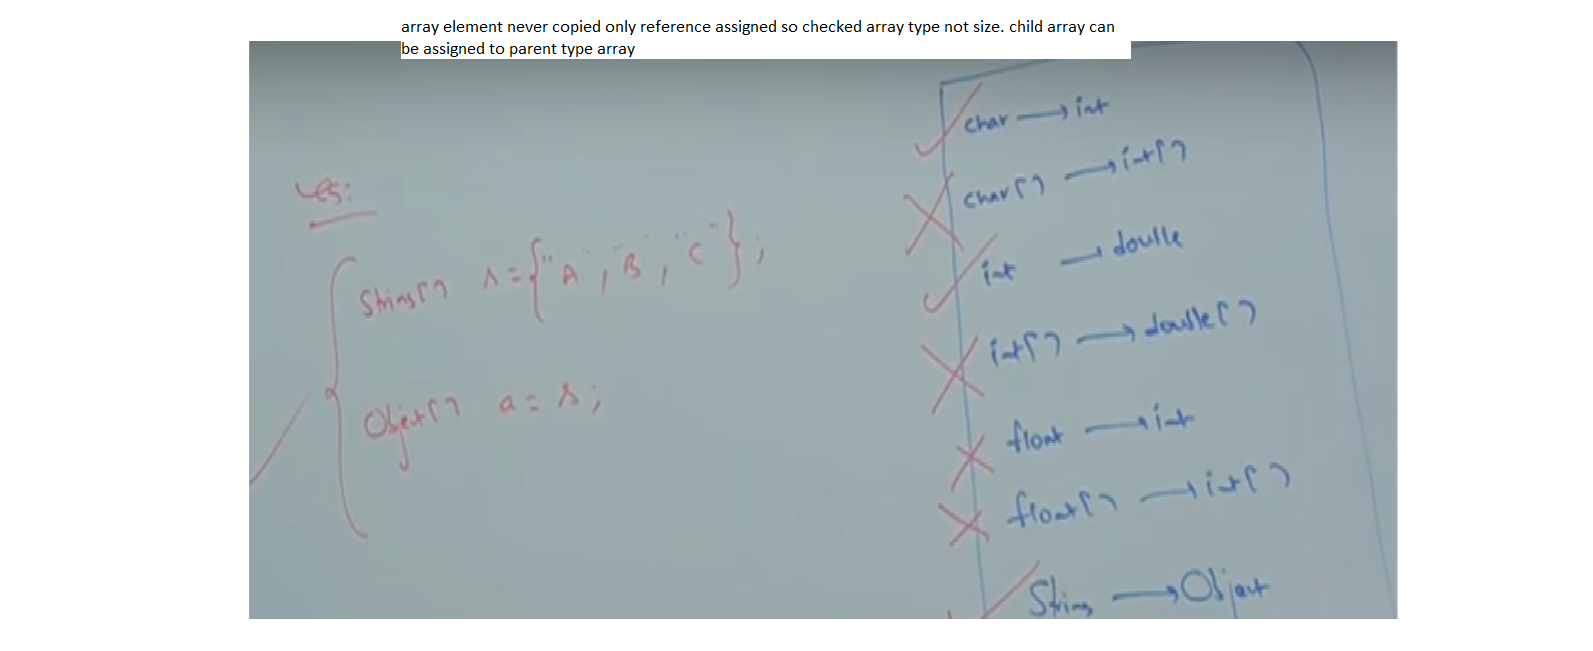 array element never copied only reference assigned so checked array type not size. child array can
be assigned to parent type array
char → int
char[] → int[]
int → double
int[] → double[]
float → int
float[] → int[]
String → Object
String[] s={"A","B","C"};
Object[] a=s;